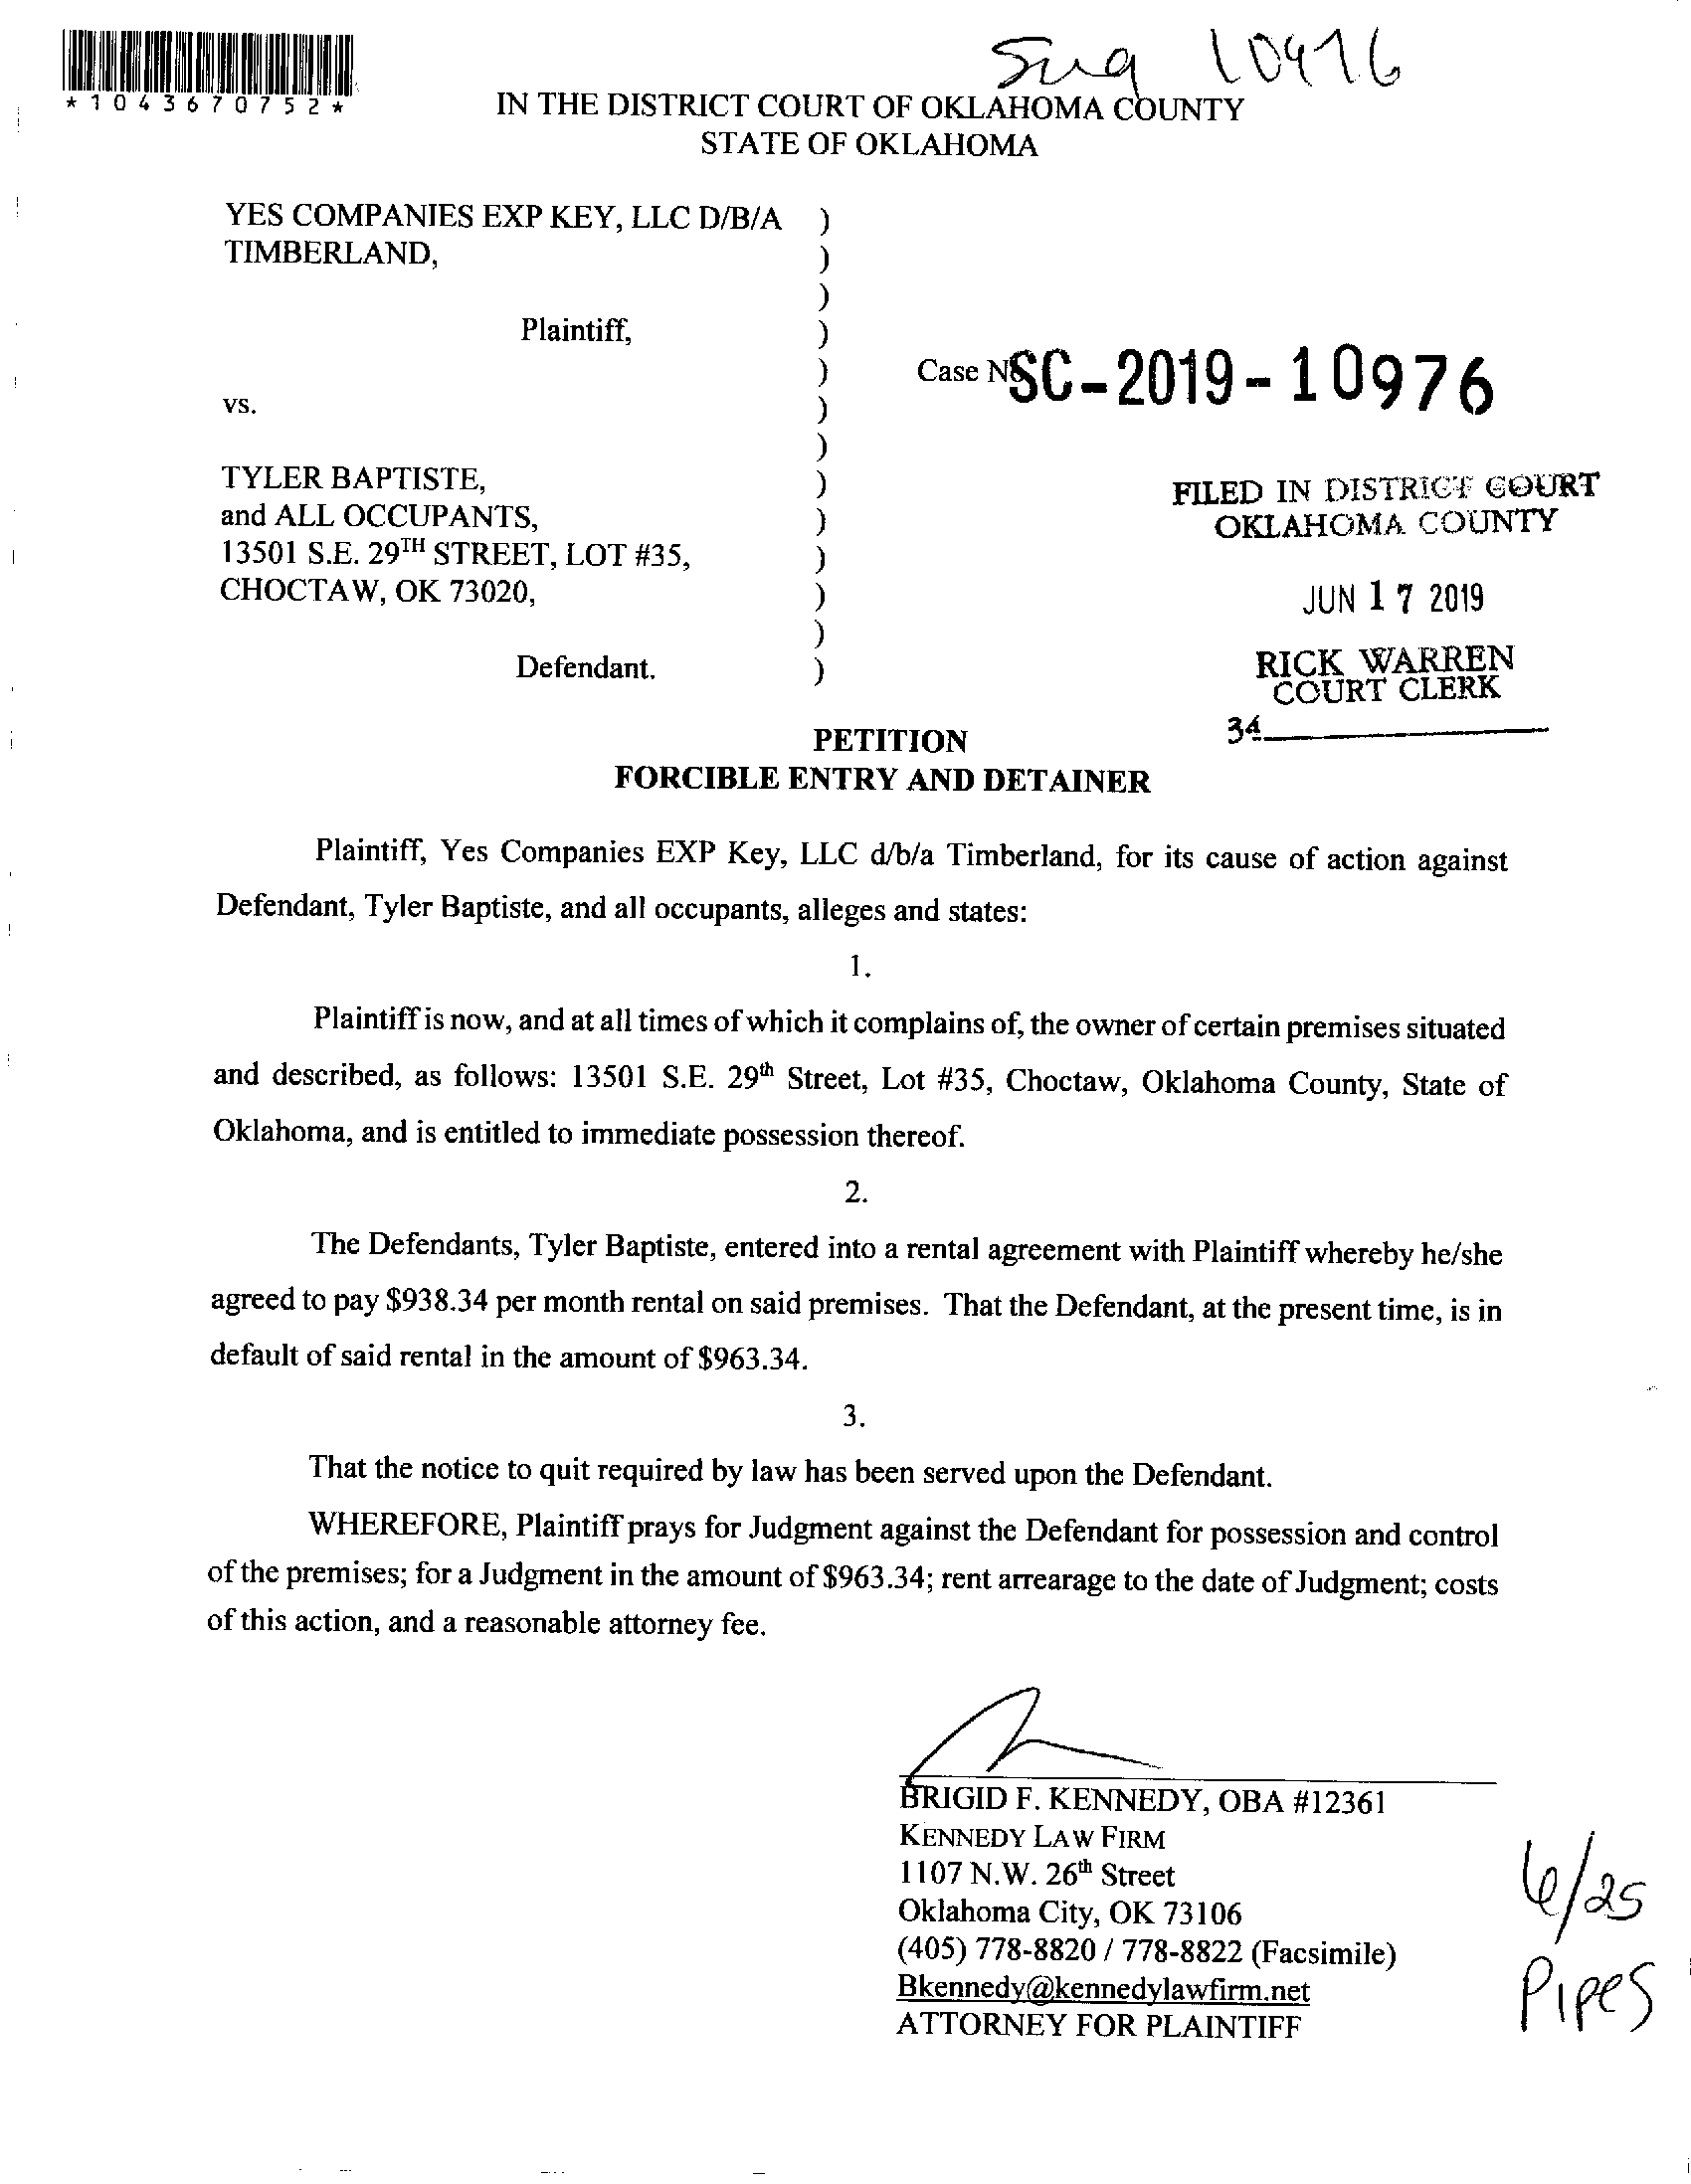 Sug 10976
*1043670752*
IN THE DISTRICT COURT OF OKLAHOMA COUNTY
STATE OF OKLAHOMA
YES COMPANIES EXP KEY, LLC D/B/A )
TIMBERLAND, )
)
Plaintiff, )
) Case No SC-2019-10976
vs. )
)
TYLER BAPTISTE, )
and ALL OCCUPANTS, )
13501 S.E. 29TH STREET, LOT #35, )
CHOCTAW, OK 73020, )
)
Defendant. )
FILED IN DISTRICT COURT
OKLAHOMA COUNTY
JUN 17 2019
RICK WARREN
COURT CLERK
34
PETITION
FORCIBLE ENTRY AND DETAINER
Plaintiff, Yes Companies EXP Key, LLC d/b/a Timberland, for its cause of action against
Defendant, Tyler Baptiste, and all occupants, alleges and states:
1.
Plaintiff is now, and at all times of which it complains of, the owner of certain premises situated
and described, as follows: 13501 S.E. 29th Street, Lot #35, Choctaw, Oklahoma County, State of
Oklahoma, and is entitled to immediate possession thereof.
2.
The Defendants, Tyler Baptiste, entered into a rental agreement with Plaintiff whereby he/she
agreed to pay $938.34 per month rental on said premises. That the Defendant, at the present time, is in
default of said rental in the amount of $963.34.
3.
That the notice to quit required by law has been served upon the Defendant.
WHEREFORE, Plaintiff prays for Judgment against the Defendant for possession and control
of the premises; for a Judgment in the amount of $963.34; rent arrearage to the date of Judgment; costs
of this action, and a reasonable attorney fee.
BRIGID F. KENNEDY, OBA #12361
KENNEDY LAW FIRM
1107 N.W. 26th Street
Oklahoma City, OK 73106
(405) 778-8820 / 778-8822 (Facsimile)
Bkennedy@kennedylawfirm.net
ATTORNEY FOR PLAINTIFF
6/25
Pipes